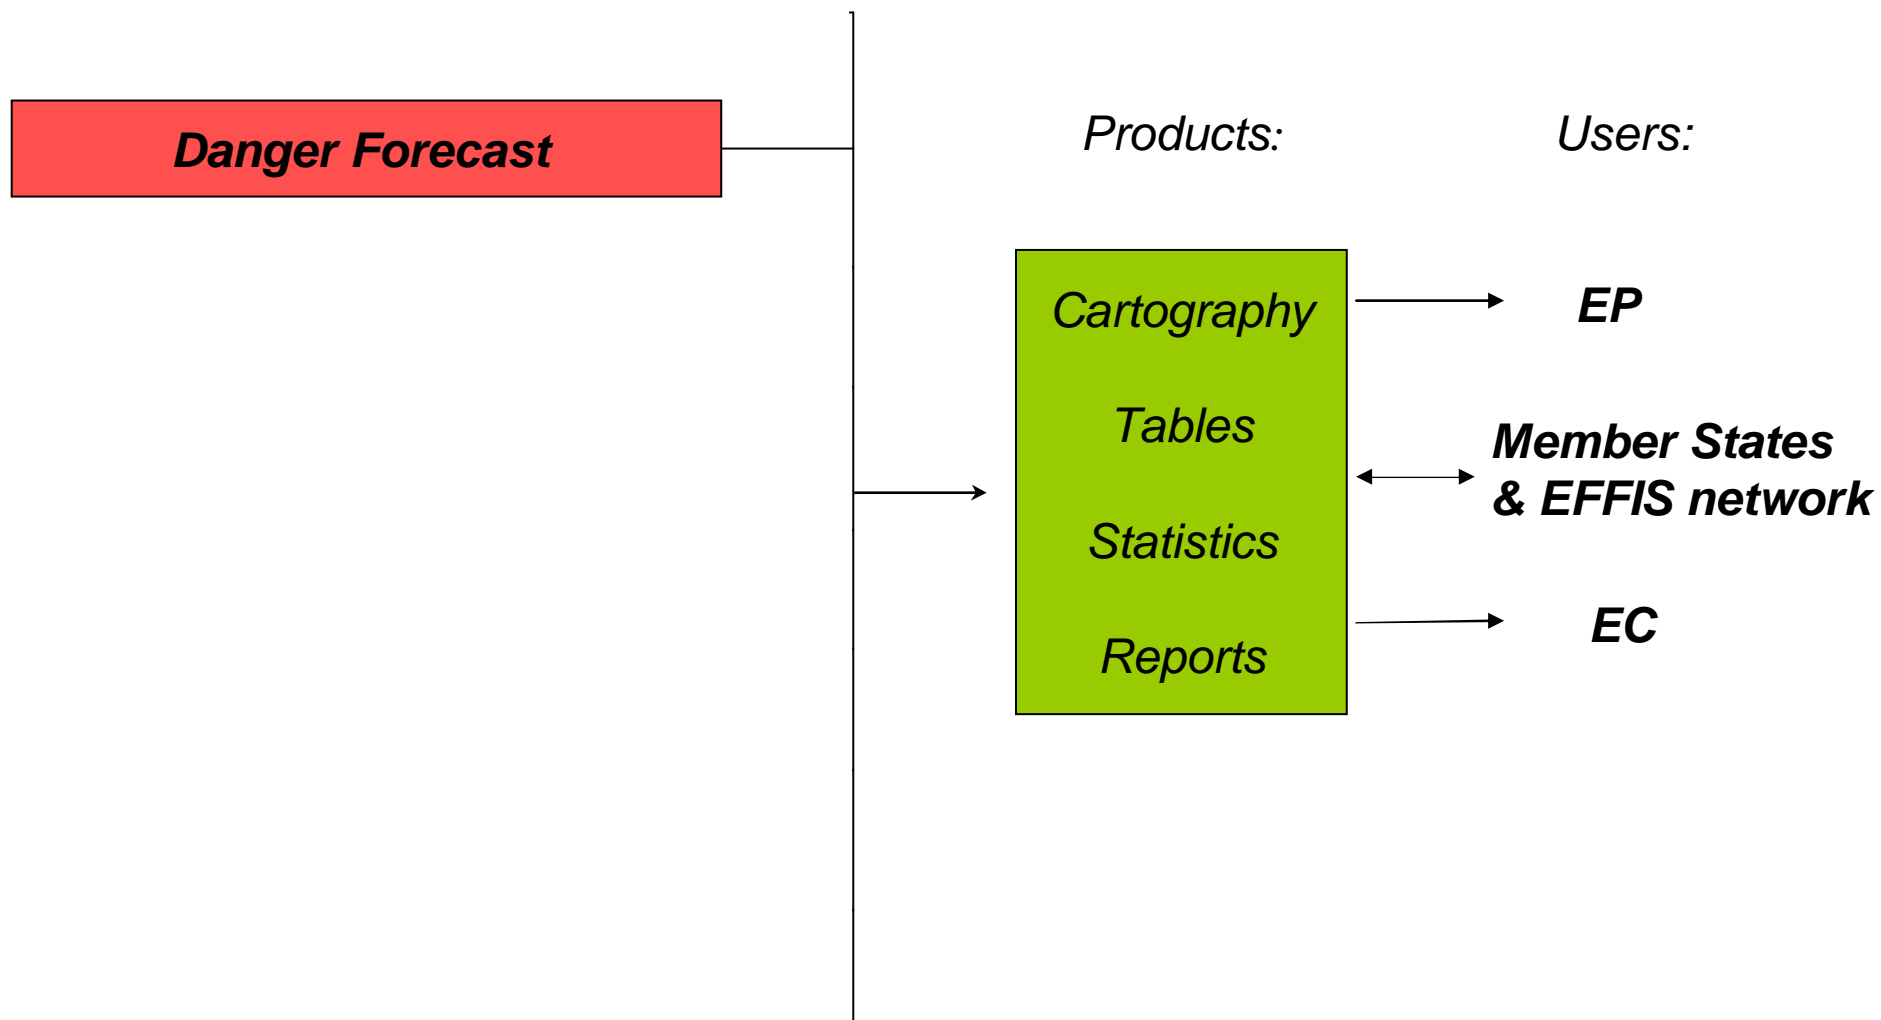 Danger Forecast
Products:
Users:
Cartography
Tables
Statistics
Reports
EP
Member States
& EFFIS network
EC